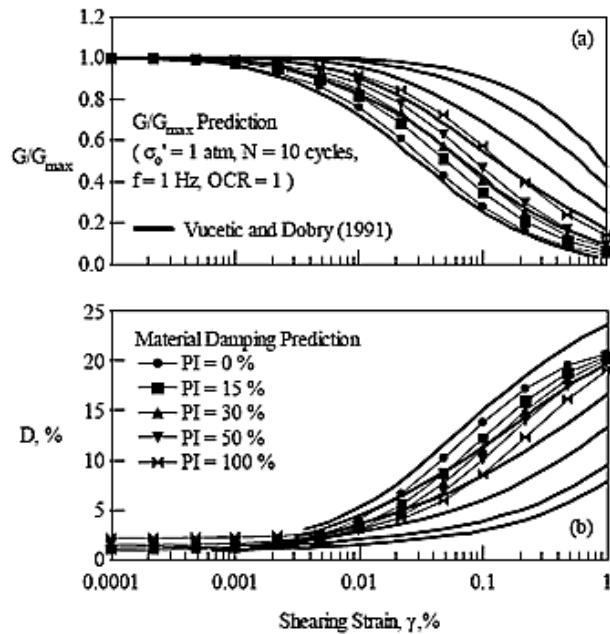 1.2
(a)
1.0
0.8
G/Gmax Prediction
0.6
G/Gmax
( σo' = 1 atm, N = 10 cycles,
0.4
f = 1 Hz, OCR = 1 )
0.2
Vucetic and Dobry (1991)
0.0
25
Material Damping Prediction
20
PI = 0 %
PI = 15 %
15
PI = 30 %
D, %
PI = 50 %
10
PI = 100 %
5
(b)
0
0.0001 0.001 0.01 0.1 1
Shearing Strain, γ,%